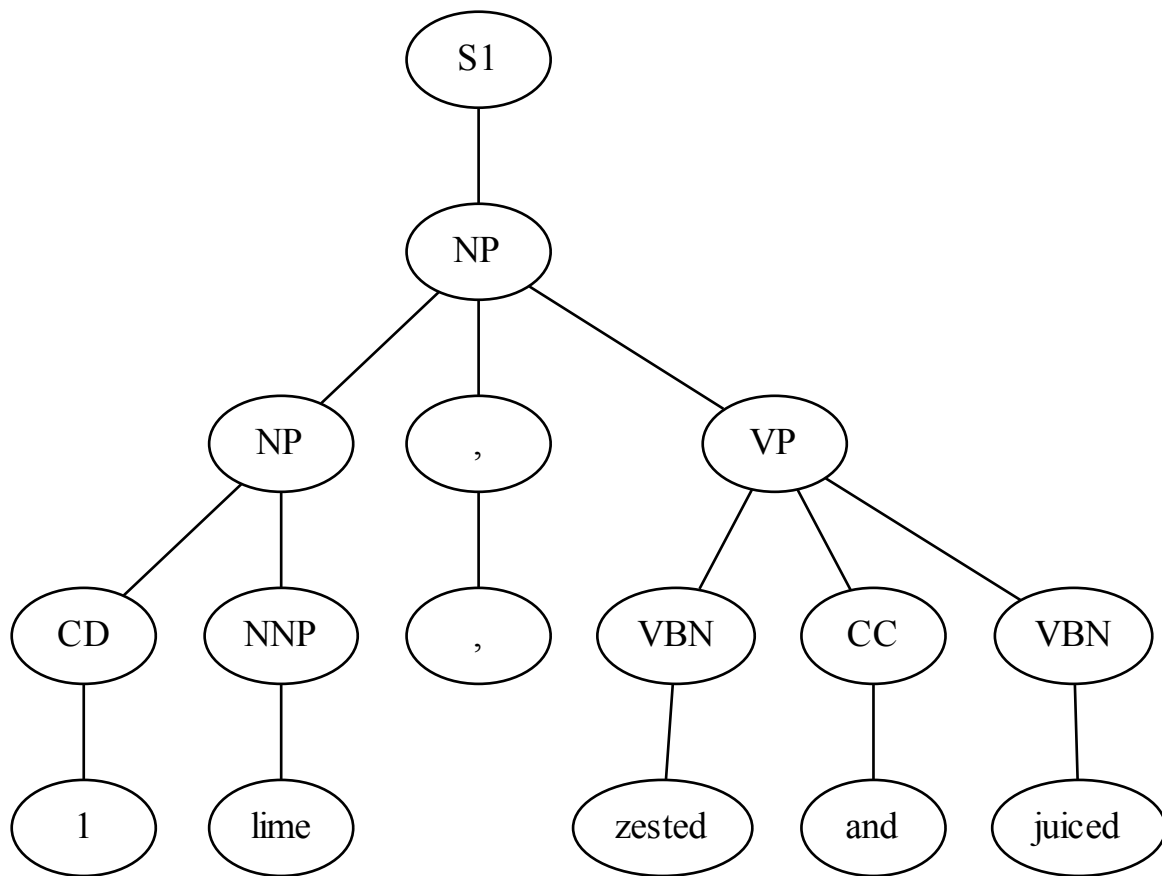 S1
NP
NP , VP
CD NNP , VBN CC VBN
1 lime zested and juiced